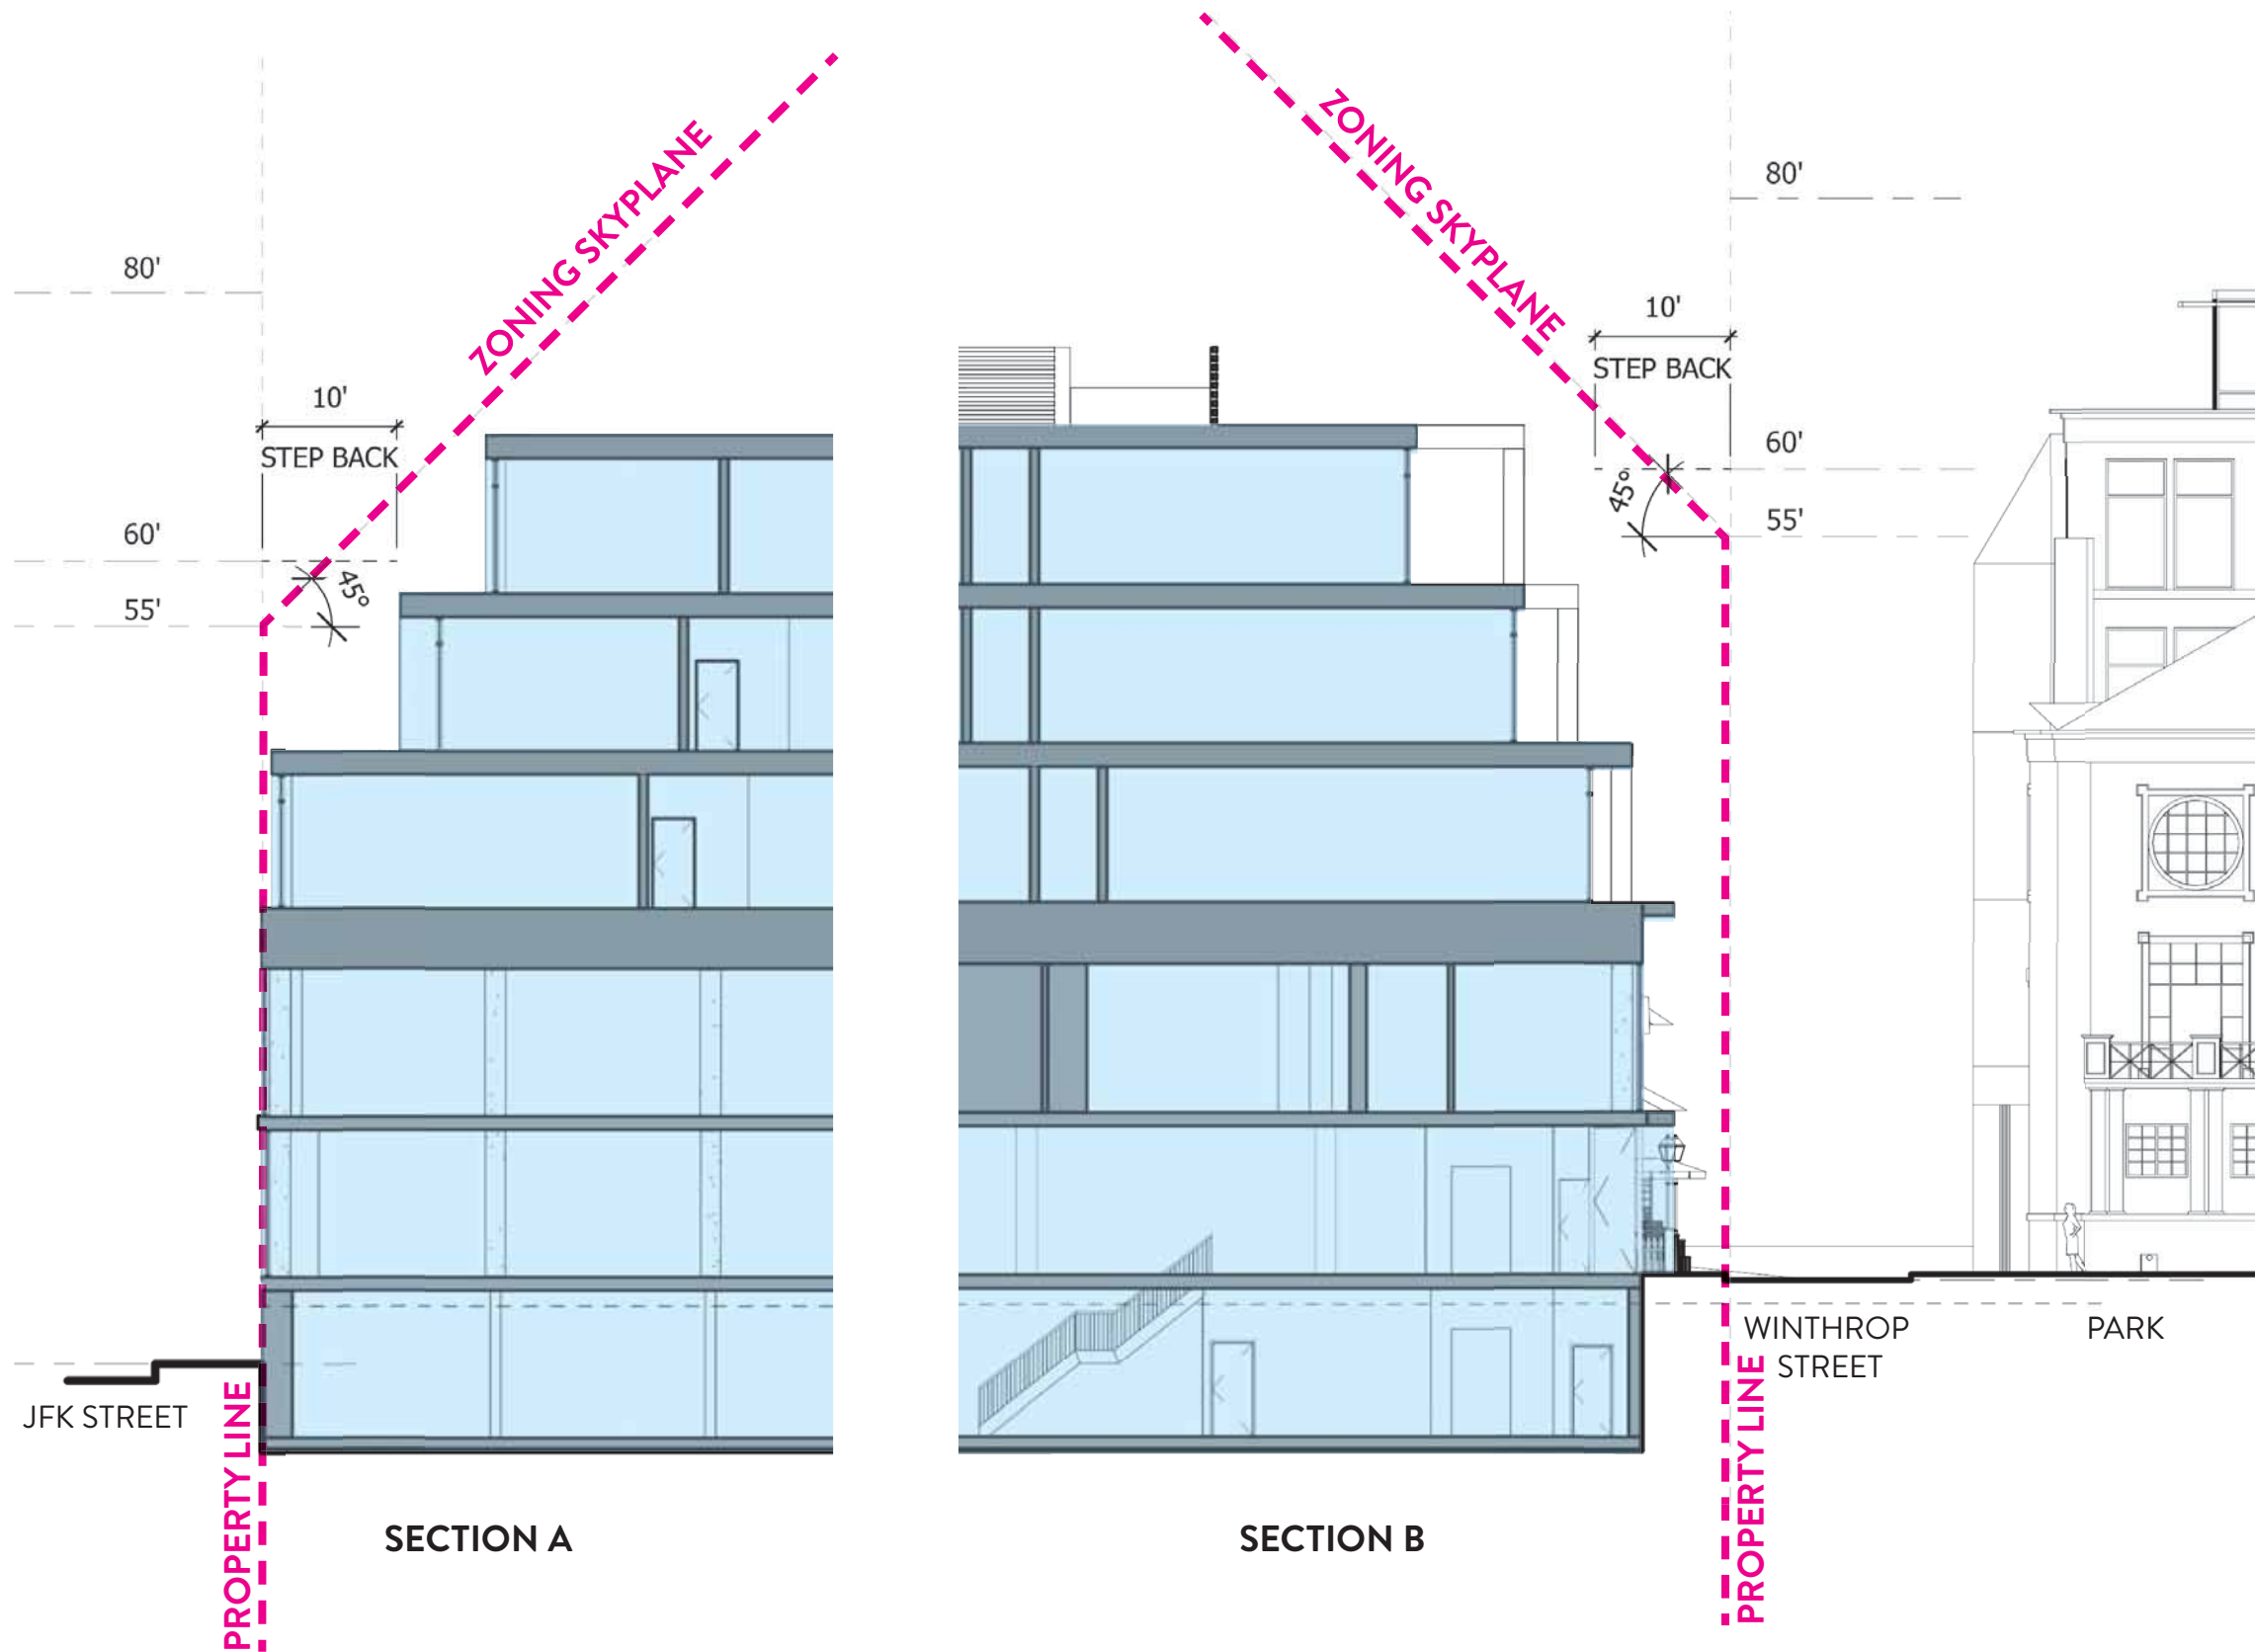 ZONING SKYPLANE
80'
10'
STEP BACK
60'
45°
55'
JFK STREET
PROPERTY LINE
SECTION A
ZONING SKYPLANE
80'
10'
STEP BACK
60'
45°
55'
WINTHROP
STREET
PARK
PROPERTY LINE
SECTION B